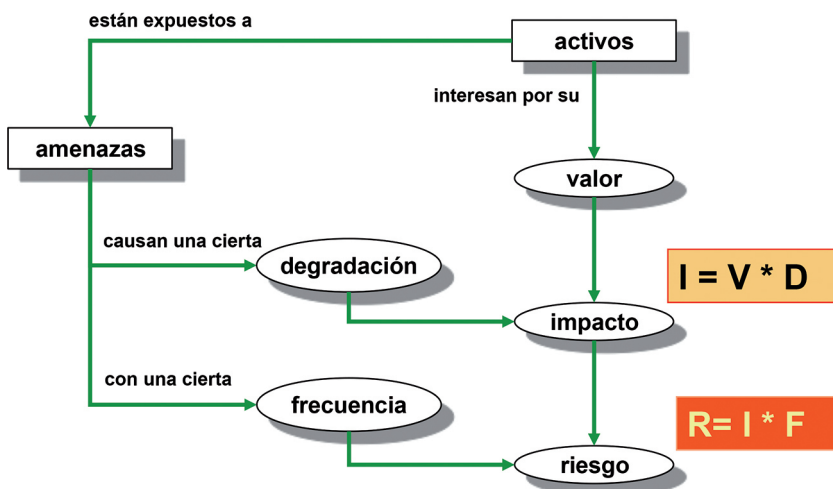 están expuestos a
activos
interesan por su
amenazas
valor
causan una cierta
degradación
I = V * D
impacto
con una cierta
frecuencia
R= I * F
riesgo